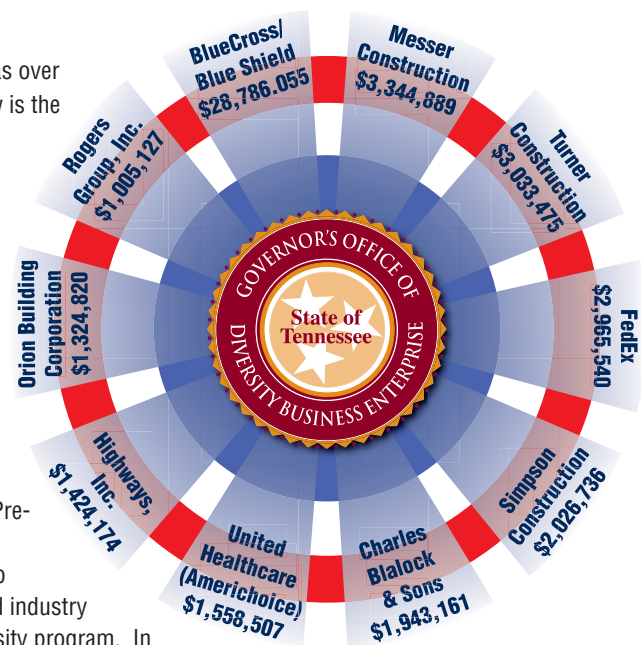 as over
y is the
BlueCross/
Blue Shield
$28,786.055
Messer
Construction
$3,344,889
Turner
Construction
$3,033,475
FedEx
$2,965,540
Simpson
Construction
$2,026,736
Charles
Blalock
& Sons
$1,943,161
United
Healthcare
(Americhoice)
$1,558,507
Highways,
Inc.
$1,424,174
Orion Building
Corporation
$1,324,820
Rogers
Group, Inc.
$1,005,127
GOVERNOR'S OFFICE OF
DIVERSITY BUSINESS ENTERPRISE
State of
Tennessee
Pre-
o
l industry
sity program. In